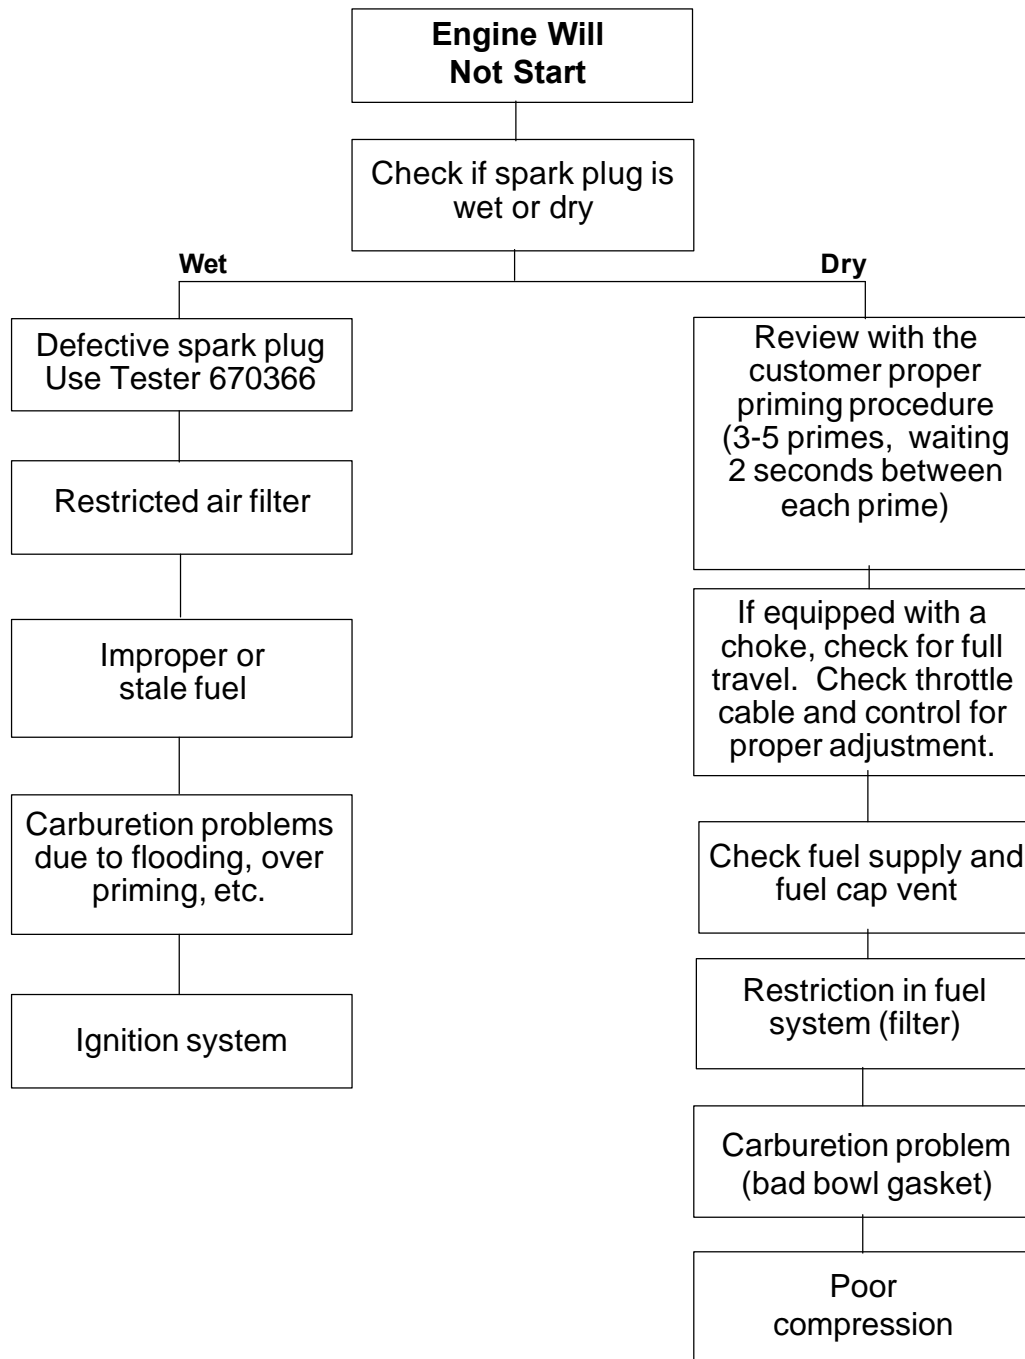 Engine Will
Not Start
Check if spark plug is
wet or dry
Wet
Dry
Defective spark plug
Use Tester 670366
Restricted air filter
Improper or
stale fuel
Carburetion problems
due to flooding, over
priming, etc.
Ignition system
Review with the
customer proper
priming procedure
(3-5 primes, waiting
2 seconds between
each prime)
If equipped with a
choke, check for full
travel. Check throttle
cable and control for
proper adjustment.
Check fuel supply and
fuel cap vent
Restriction in fuel
system (filter)
Carburetion problem
(bad bowl gasket)
Poor
compression